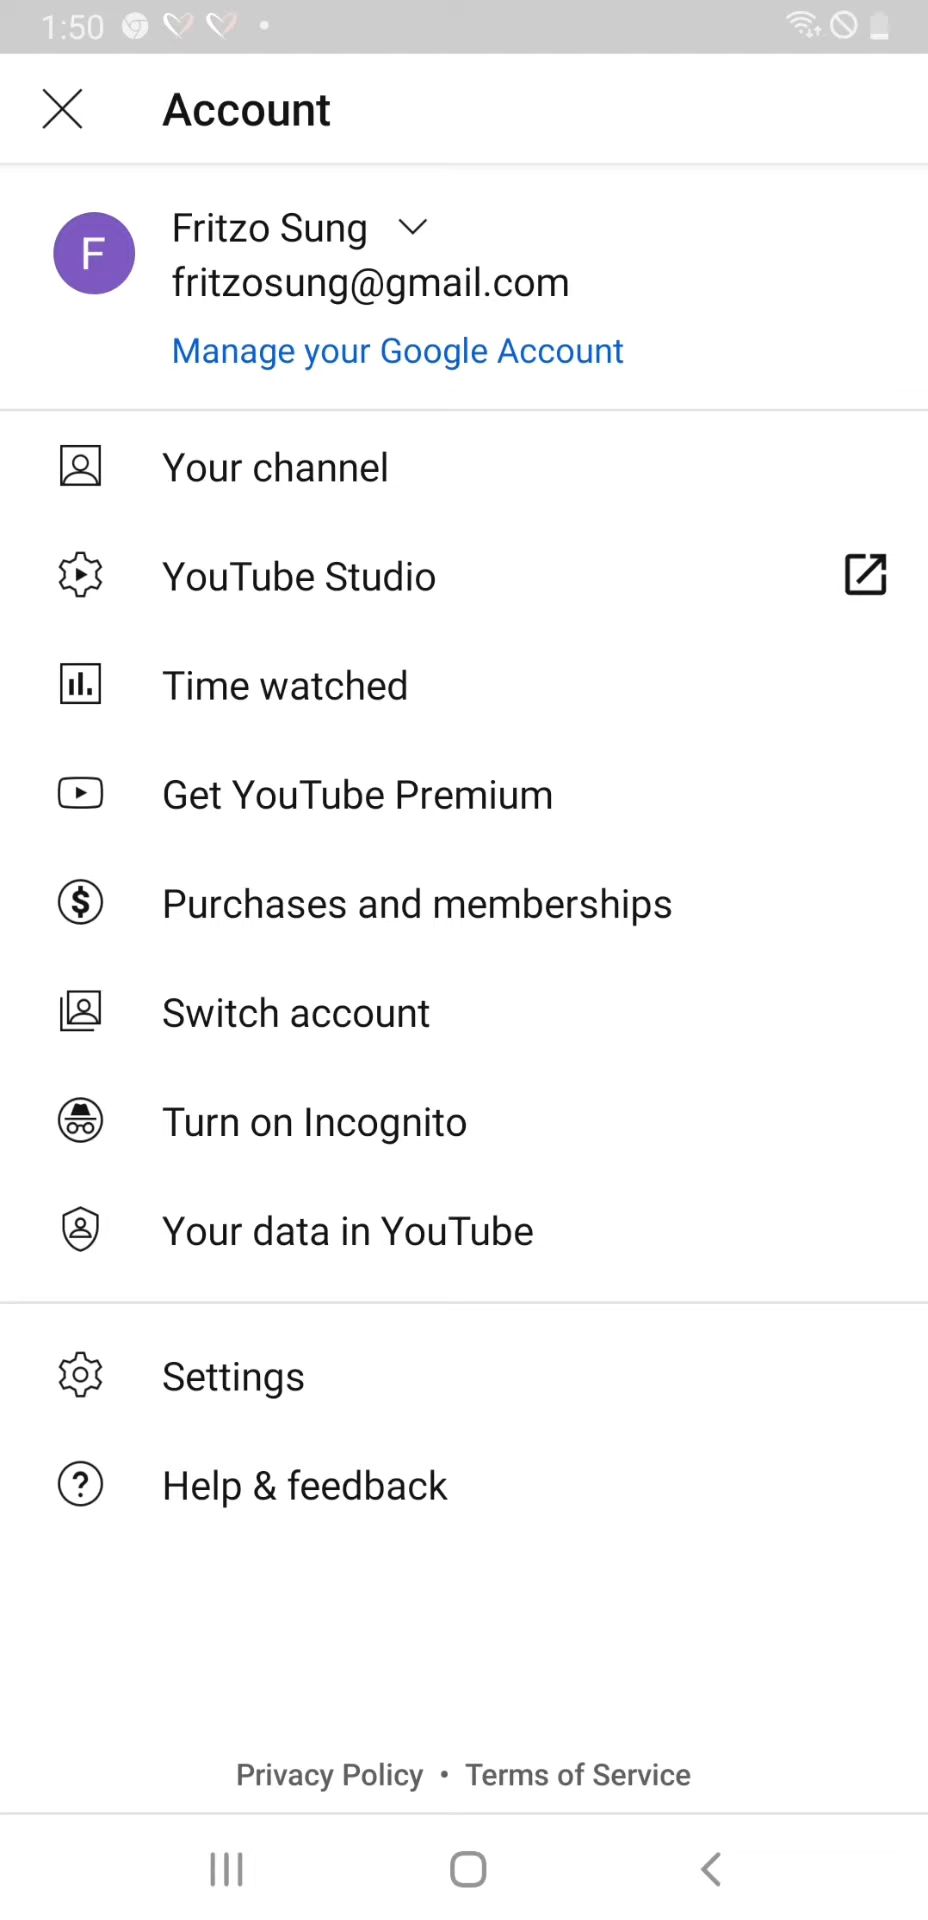 1:50
Account
F
Fritzo Sung
fritzosung@gmail.com
Manage your Google Account
Your channel
YouTube Studio
Time watched
Get YouTube Premium
Purchases and memberships
Switch account
Turn on Incognito
Your data in YouTube
Settings
Help & feedback
Privacy Policy • Terms of Service